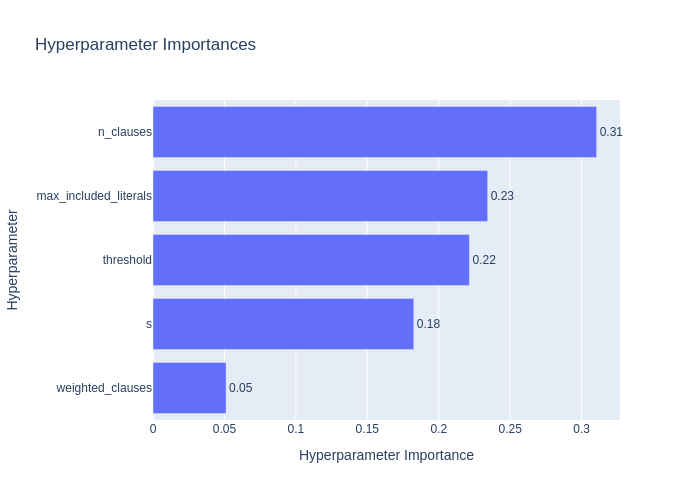 Hyperparameter Importances
n_clauses
0.31
max_included_literals
0.23
threshold
0.22
s
0.18
weighted_clauses
0.05
0 0.05 0.1 0.15 0.2 0.25 0.3
Hyperparameter Importance
Hyperparameter